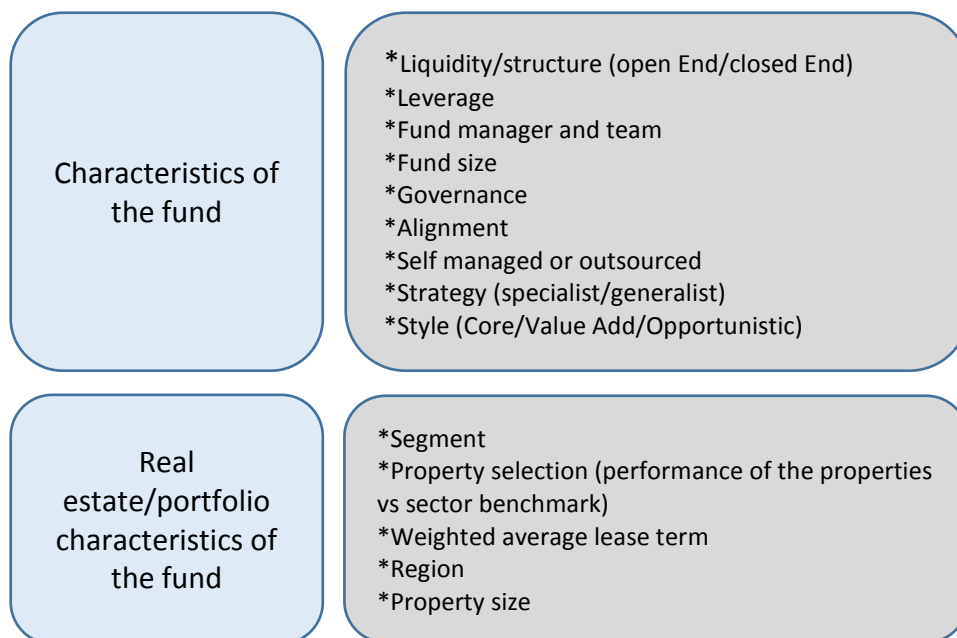 Characteristics of
the fund
*Liquidity/structure (open End/closed End)
*Leverage
*Fund manager and team
*Fund size
*Governance
*Alignment
*Self managed or outsourced
*Strategy (specialist/generalist)
*Style (Core/Value Add/Opportunistic)
Real
estate/portfolio
characteristics of
the fund
*Segment
*Property selection (performance of the properties
vs sector benchmark)
*Weighted average lease term
*Region
*Property size